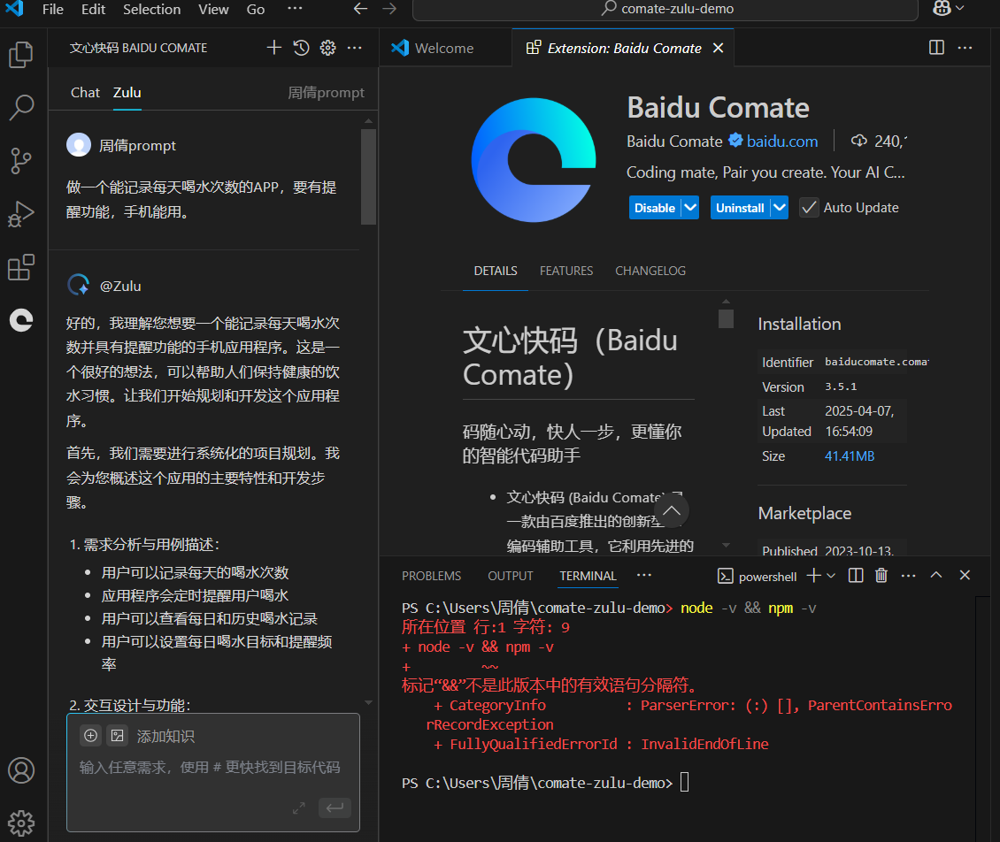 File Edit Selection View Go ··· comate-zulu-demo
文心快码 BAIDU COMATE
Chat Zulu 周倩prompt
周倩prompt
做一个能记录每天喝水次数的APP，要有提
醒功能，手机能用。
@Zulu
好的，我理解您想要一个能记录每天喝水次
数并具有提醒功能的手机应用程序。这是一
个很好的想法，可以帮助人们保持健康的饮
水习惯。让我们开始规划和开发这个应用程
序。
首先，我们需要进行系统化的项目规划。我
会为您概述这个应用的主要特性和开发步
骤。
1. 需求分析与用例描述：
• 用户可以记录每天的喝水次数
• 应用程序会定时提醒用户喝水
• 用户可以查看每日和历史喝水记录
• 用户可以设置每日喝水目标和提醒频
率
2. 交互设计与功能：
添加知识
输入任意需求，使用 # 更快找到目标代码
Welcome Extension: Baidu Comate
Baidu Comate
Baidu Comate baidu.com 240,
Coding mate, Pair you create. Your AI C...
Disable Uninstall Auto Update
DETAILS FEATURES CHANGELOG
文心快码（Baidu
Comate）
码随心动，快人一步，更懂你
的智能代码助手
• 文心快码 (Baidu Comate)
一款由百度推出的创新型
编码辅助工具，它利用先进的
Installation
Identifier baiducomate.comat
Version 3.5.1
Last 2025-04-07,
Updated 16:54:09
Size 41.41MB
Marketplace
Published 2023-10-13,
PROBLEMS OUTPUT TERMINAL ··· powershell
PS C:\Users\周倩\comate-zulu-demo> node -v && npm -v
所在位置 行:1 字符: 9
+ node -v && npm -v
+         ~~
标记“&&”不是此版本中的有效语句分隔符。
    + CategoryInfo          : ParserError: (:) [], ParentContainsErro
   rRecordException
    + FullyQualifiedErrorId : InvalidEndOfLine
PS C:\Users\周倩\comate-zulu-demo>